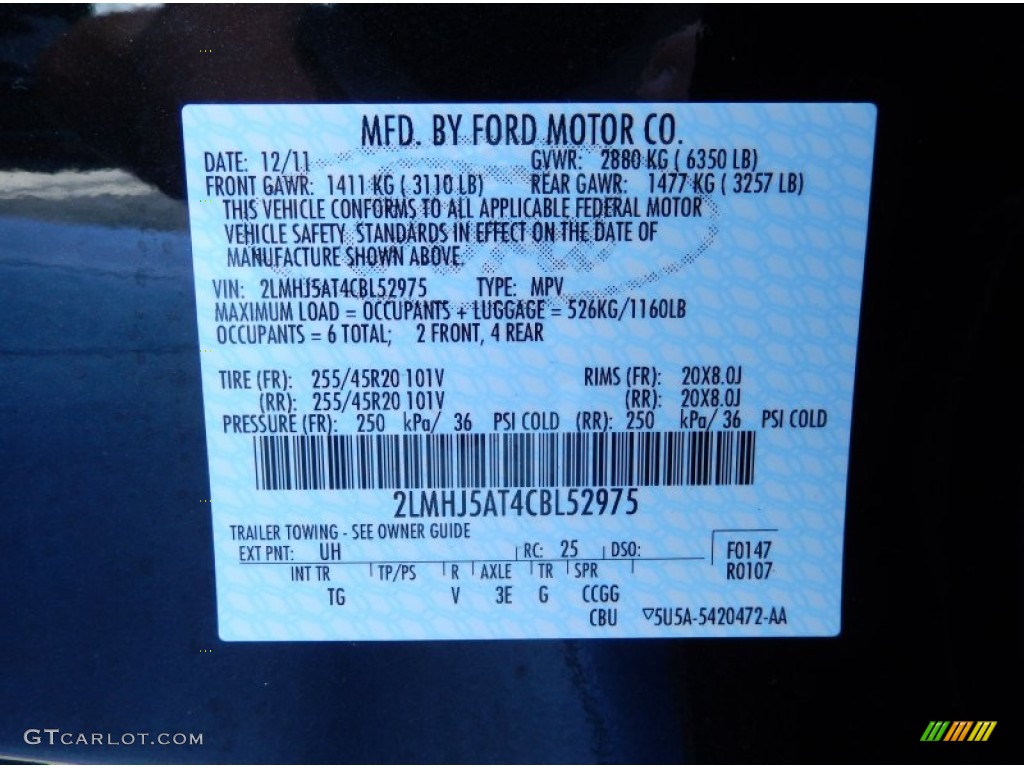 MFD. BY FORD MOTOR CO.
DATE: 12/11 GVWR: 2880 KG ( 6350 LB)
FRONT GAWR: 1411 KG ( 3110 LB) REAR GAWR: 1477 KG ( 3257 LB)
THIS VEHICLE CONFORMS TO ALL APPLICABLE FEDERAL MOTOR
VEHICLE SAFETY STANDARDS IN EFFECT ON THE DATE OF
MANUFACTURE SHOWN ABOVE.
VIN: 2LMHJ5AT4CBL52975 TYPE: MPV
MAXIMUM LOAD = OCCUPANTS + LUGGAGE = 526KG/1160LB
OCCUPANTS = 6 TOTAL; 2 FRONT, 4 REAR
TIRE (FR): 255/45R20 101V RIMS (FR): 20X8.0J
(RR): 255/45R20 101V (RR): 20X8.0J
PRESSURE (FR): 250 kPa/ 36 PSI COLD (RR): 250 kPa/ 36 PSI COLD
2LMHJ5AT4CBL52975
TRAILER TOWING - SEE OWNER GUIDE
EXT PNT: UH RC: 25 DSO: F0147
INT TR TP/PS R AXLE TR SPR R0107
TG V 3E G CCGG
CBU ▽5U5A-5420472-AA
GTCARLOT.COM